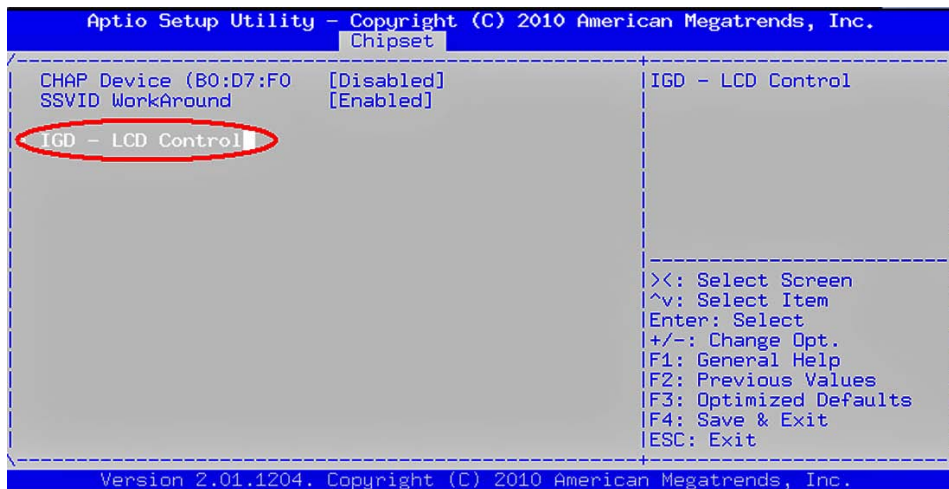 Aptio Setup Utility - Copyright (C) 2010 American Megatrends, Inc.
Chipset
CHAP Device (B0:D7:F0 [Disabled]
SSVID WorkAround [Enabled]
IGD - LCD Control
IGD - LCD Control
><: Select Screen
^v: Select Item
Enter: Select
+/-: Change Opt.
F1: General Help
F2: Previous Values
F3: Optimized Defaults
F4: Save & Exit
ESC: Exit
Version 2.01.1204. Copyright (C) 2010 American Megatrends, Inc.